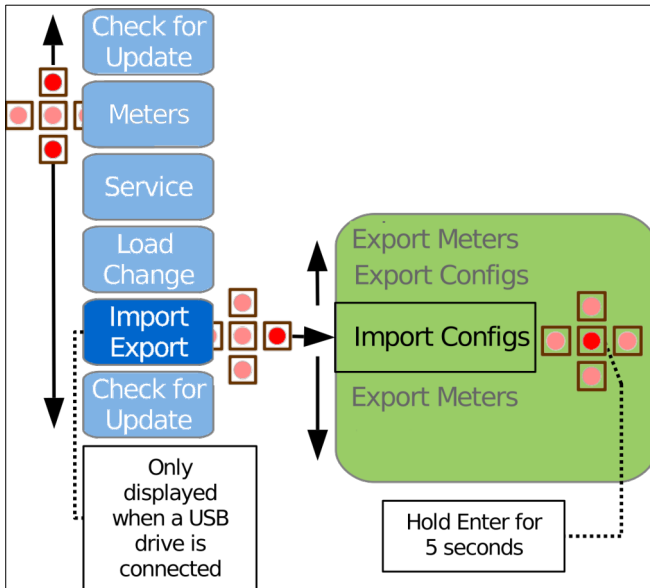 Check for
Update
Meters
Service
Load
Change
Import
Export
Check for
Update
Only
displayed
when a USB
drive is
connected
Export Meters
Export Configs
Import Configs
Export Meters
Hold Enter for
5 seconds